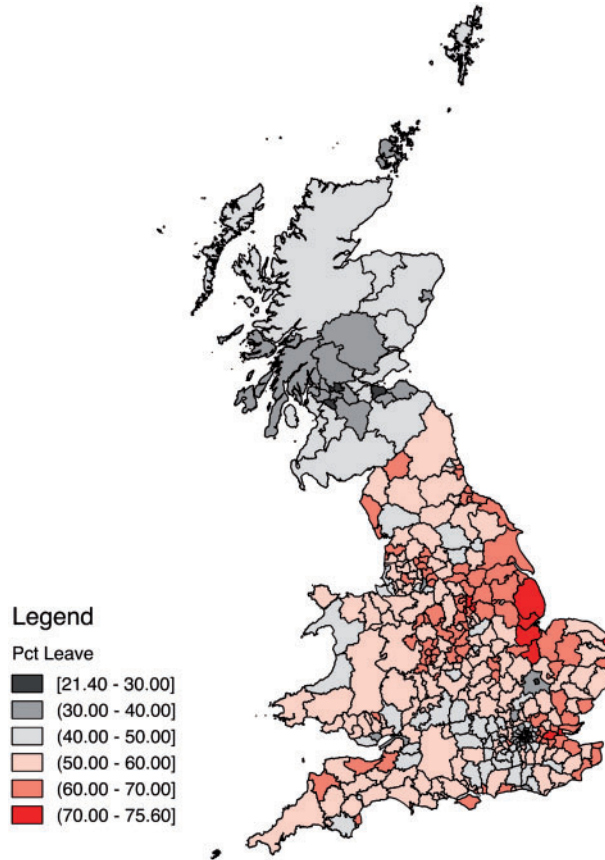 Legend
Pct Leave
[21.40 - 30.00]
(30.00 - 40.00]
(40.00 - 50.00]
(50.00 - 60.00]
(60.00 - 70.00]
(70.00 - 75.60]